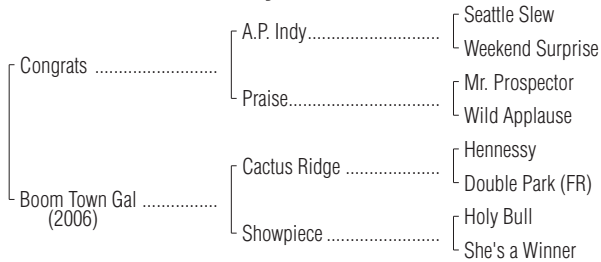 Seattle Slew
A.P. Indy
Weekend Surprise
Congrats
Mr. Prospector
Praise
Wild Applause
Hennessy
Cactus Ridge
Double Park (FR)
Boom Town Gal
(2006)
Holy Bull
Showpiece
She's a Winner